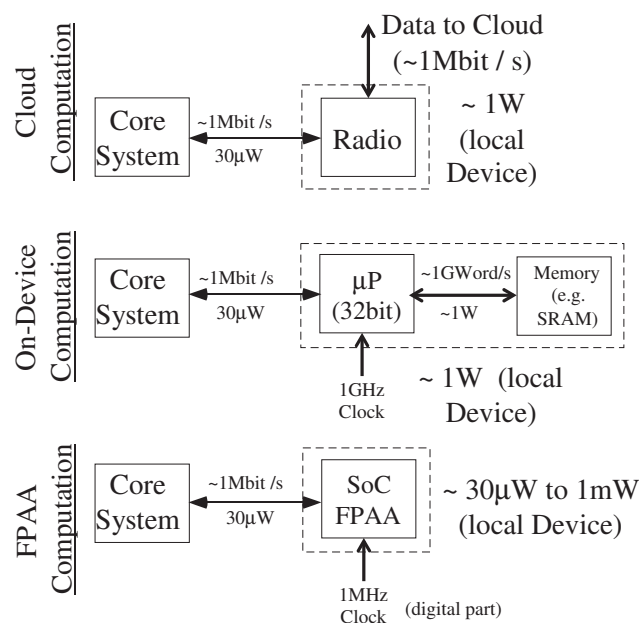 Cloud
Computation
Core
System
~1Mbit /s
30µW
Data to Cloud
(~1Mbit / s)
Radio
~ 1W
(local
Device)
On-Device
Computation
Core
System
~1Mbit /s
30µW
µP
(32bit)
~1GWord/s
~1W
Memory
(e.g.
SRAM)
1GHz
Clock
~ 1W (local
Device)
FPAA
Computation
Core
System
~1Mbit /s
30µW
SoC
FPAA
~ 30µW to 1mW
(local Device)
1MHz
Clock
(digital part)